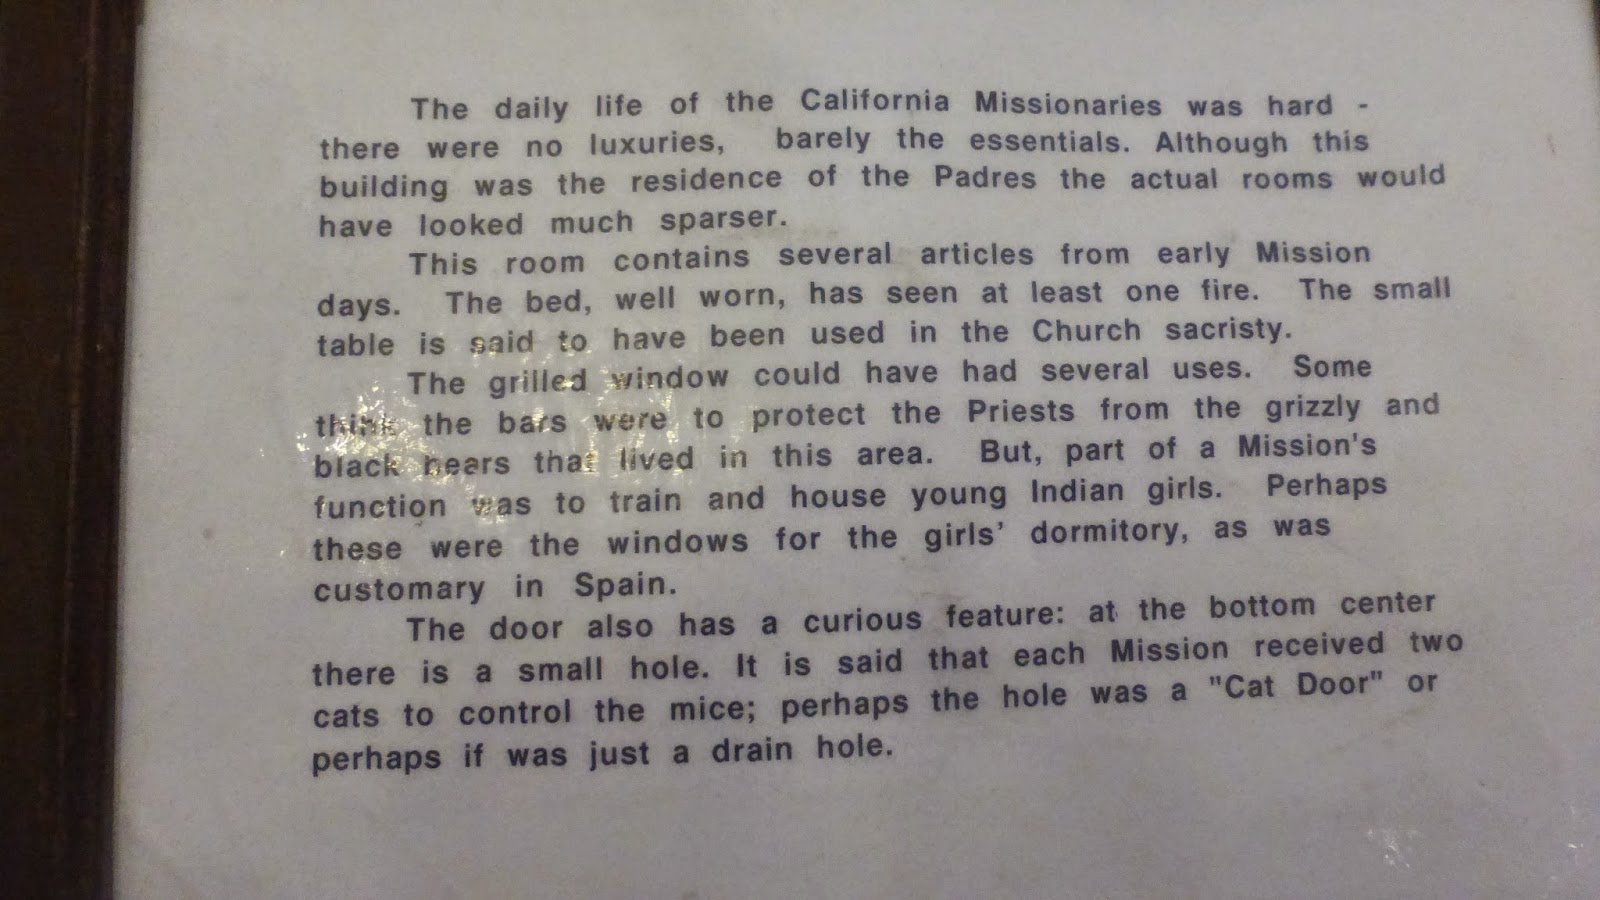 The daily life of the California Missionaries was hard -
there were no luxuries, barely the essentials. Although this
building was the residence of the Padres the actual rooms would
have looked much sparser.
This room contains several articles from early Mission
days. The bed, well worn, has seen at least one fire. The small
table is said to have been used in the Church sacristy.
The grilled window could have had several uses. Some
think the bars were to protect the Priests from the grizzly and
black bears that lived in this area. But, part of a Mission's
function was to train and house young Indian girls. Perhaps
these were the windows for the girls' dormitory, as was
customary in Spain.
The door also has a curious feature: at the bottom center
there is a small hole. It is said that each Mission received two
cats to control the mice; perhaps the hole was a "Cat Door" or
perhaps if was just a drain hole.